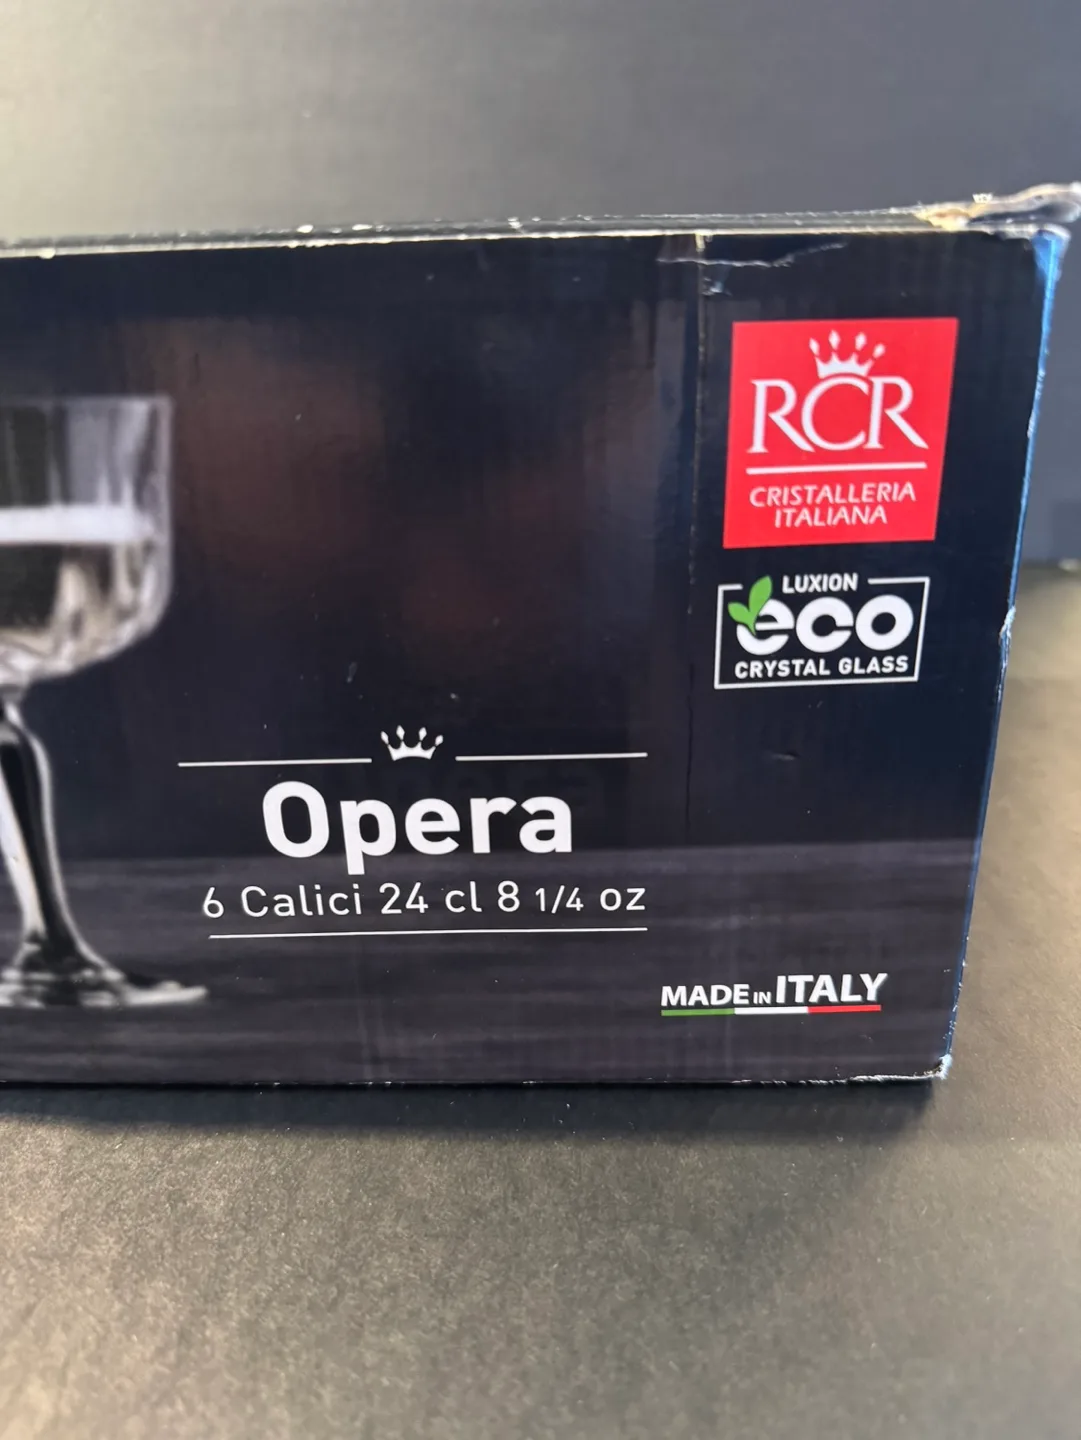 RCR
CRISTALLERIA
ITALIANA
LUXION
eco
CRYSTAL GLASS
Opera
6 Calici 24 cl 8 1/4 oz
MADE IN ITALY